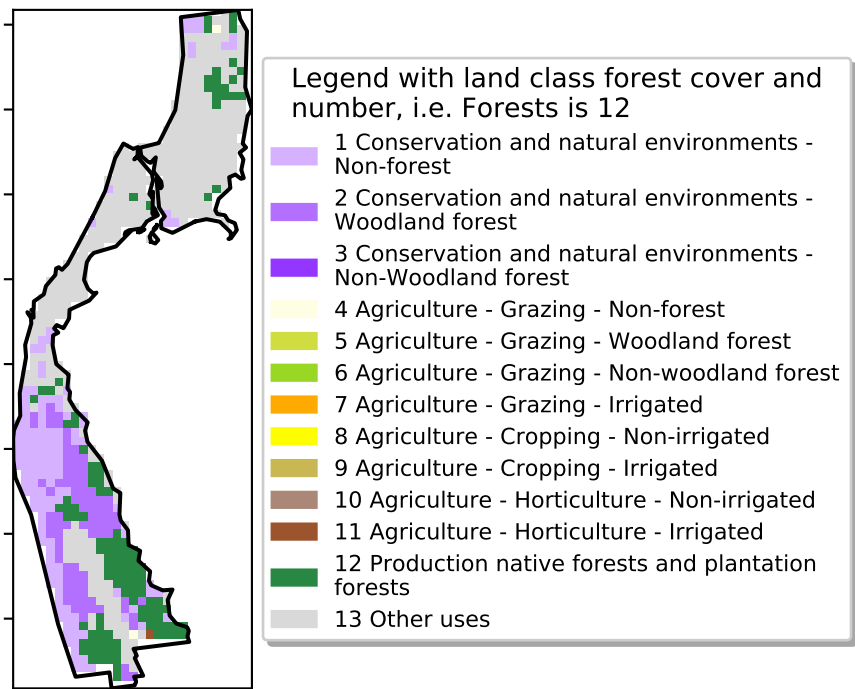 Legend with land class forest cover and
number, i.e. Forests is 12
1 Conservation and natural environments -
Non-forest
2 Conservation and natural environments -
Woodland forest
3 Conservation and natural environments -
Non-Woodland forest
4 Agriculture - Grazing - Non-forest
5 Agriculture - Grazing - Woodland forest
6 Agriculture - Grazing - Non-woodland forest
7 Agriculture - Grazing - Irrigated
8 Agriculture - Cropping - Non-irrigated
9 Agriculture - Cropping - Irrigated
10 Agriculture - Horticulture - Non-irrigated
11 Agriculture - Horticulture - Irrigated
12 Production native forests and plantation
forests
13 Other uses